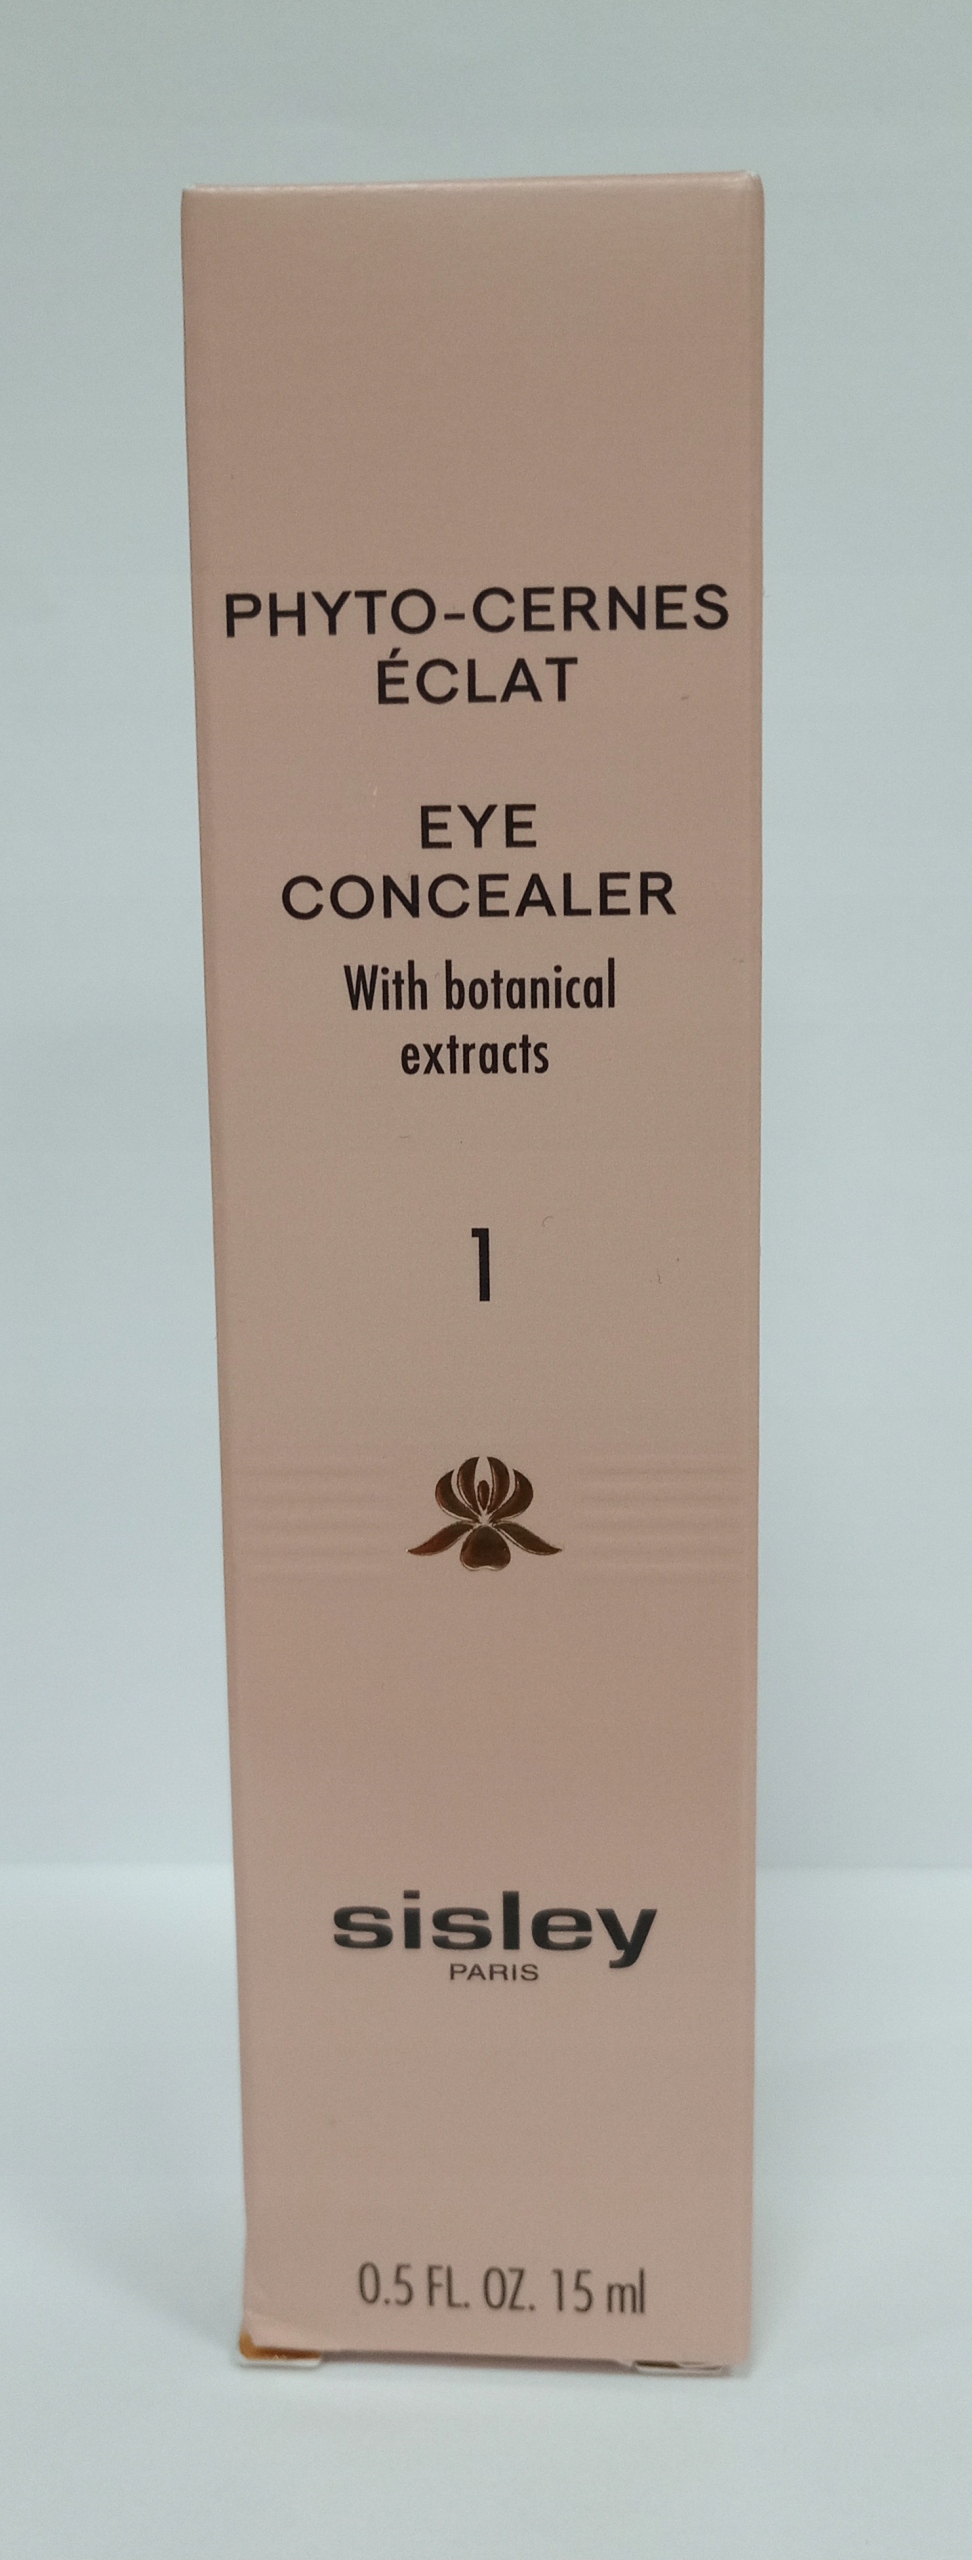 PHYTO-CERNES
ÉCLAT
EYE
CONCEALER
With botanical
extracts
1
sisley
PARIS
0.5 FL. OZ. 15 ml